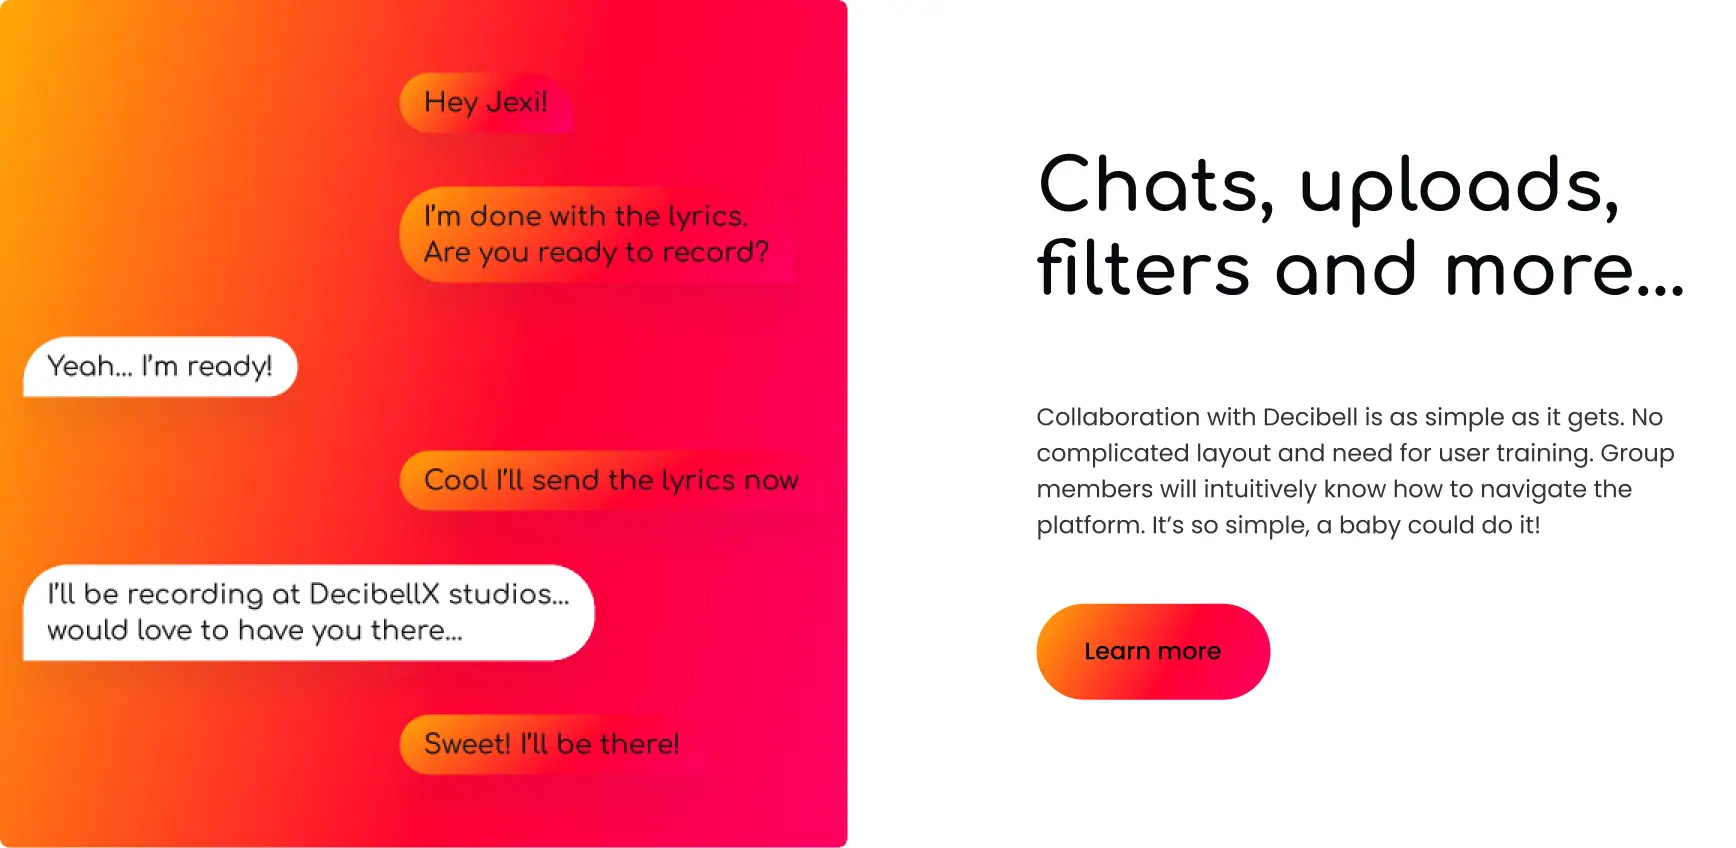 Hey Jexi!
I’m done with the lyrics.
Are you ready to record?
Yeah... I’m ready!
Cool I’ll send the lyrics now
I’ll be recording at DecibellX studios...
would love to have you there...
Sweet! I’ll be there!
Chats, uploads,
filters and more...
Collaboration with Decibell is as simple as it gets. No
complicated layout and need for user training. Group
members will intuitively know how to navigate the
platform. It’s so simple, a baby could do it!
Learn more